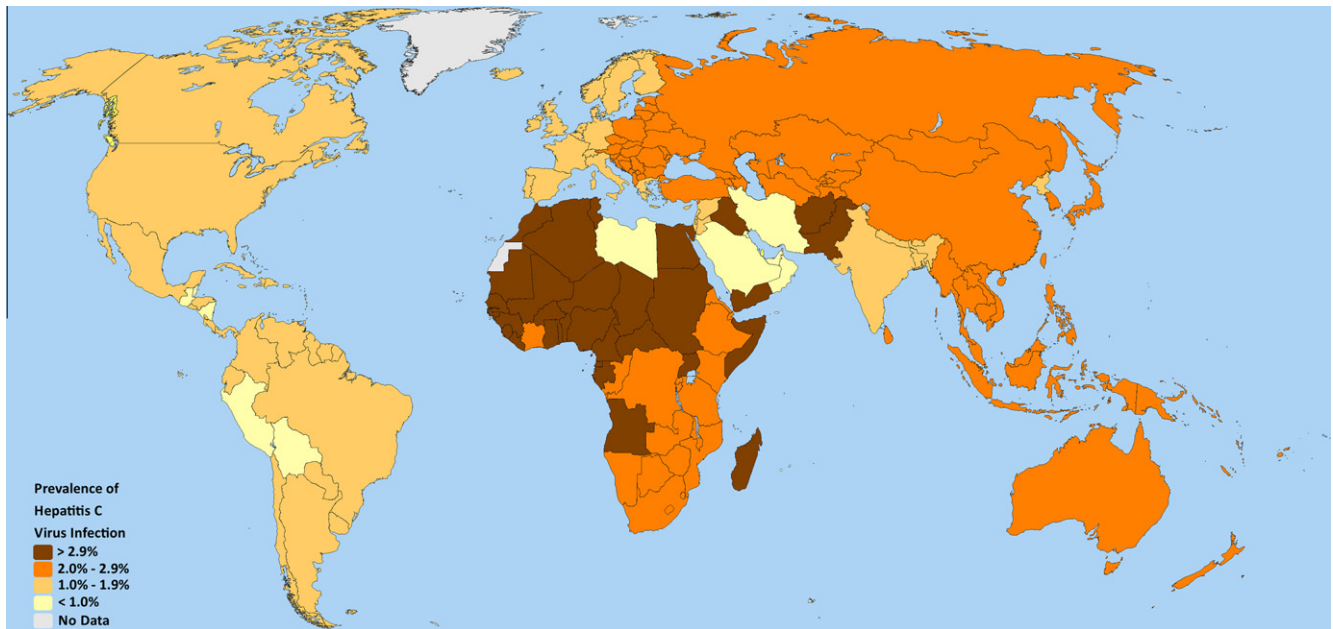 Prevalence of
Hepatitis C
Virus Infection
> 2.9%
2.0% - 2.9%
1.0% - 1.9%
< 1.0%
No Data